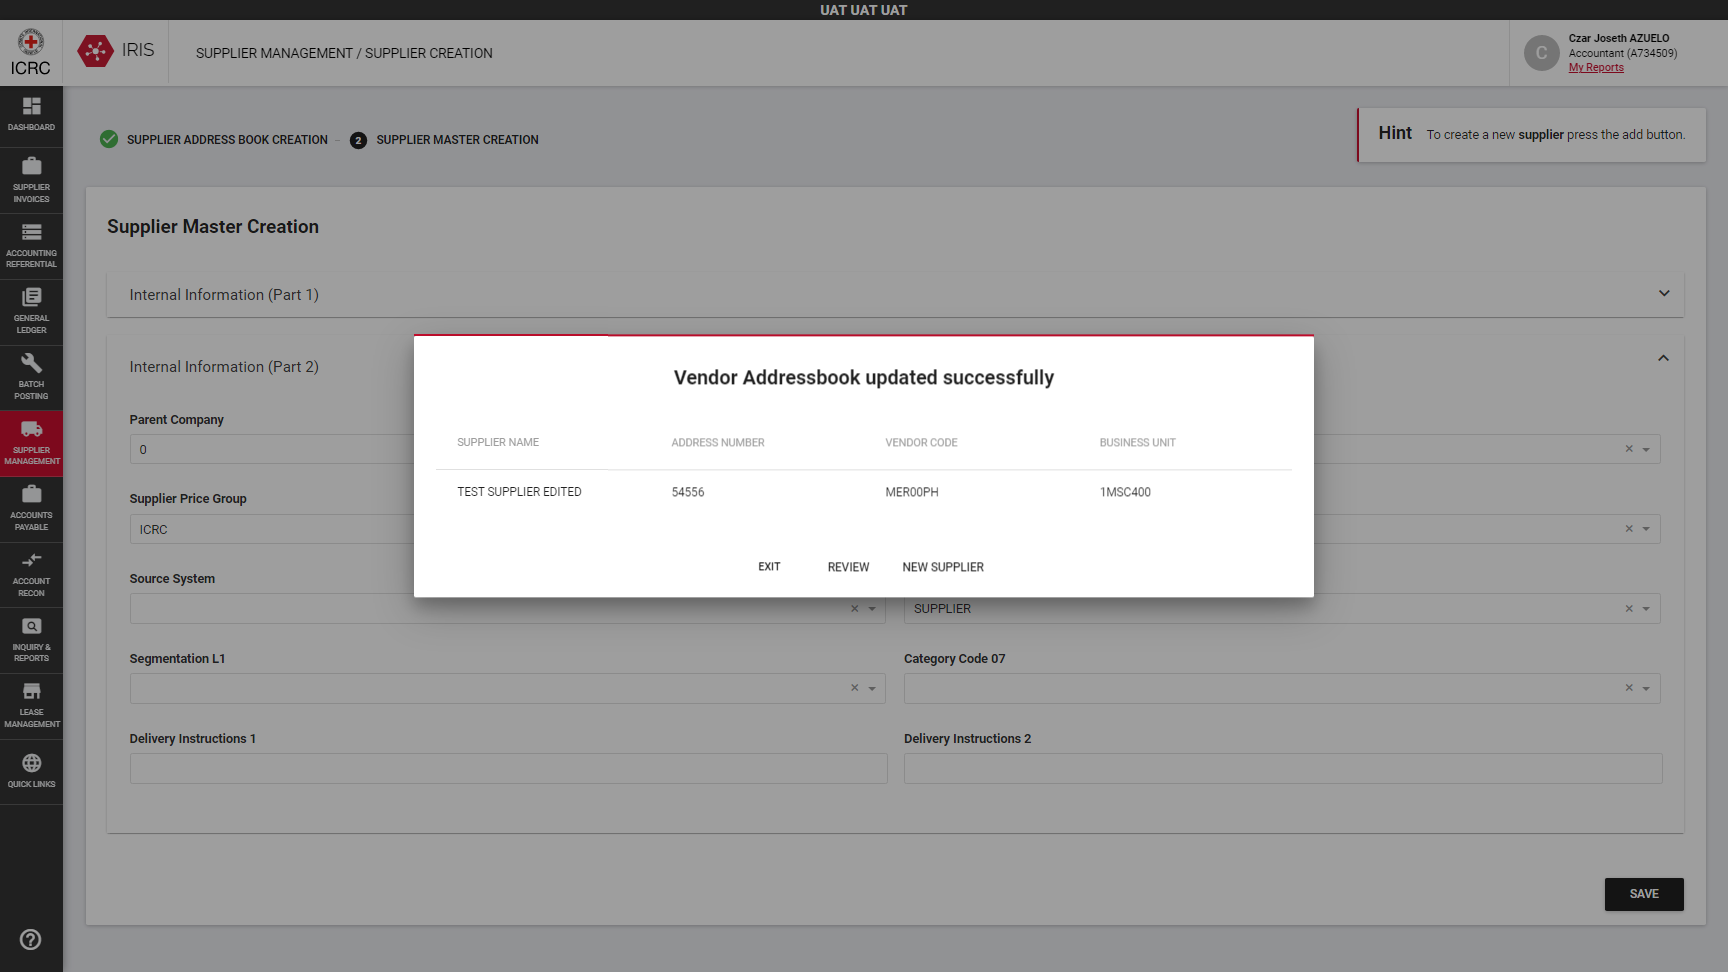 UAT UAT UAT
ICRC
IRIS
SUPPLIER MANAGEMENT / SUPPLIER CREATION
C
Czar Joseth AZUELO
Accountant (A734509)
My Reports
DASHBOARD
SUPPLIER
INVOICES
ACCOUNTING
REFERENTIAL
GENERAL
LEDGER
BATCH
POSTING
SUPPLIER
MANAGEMENT
ACCOUNTS
PAYABLE
ACCOUNT
RECON
INQUIRY &
REPORTS
LEASE
MANAGEMENT
QUICK LINKS
SUPPLIER ADDRESS BOOK CREATION
2 SUPPLIER MASTER CREATION
Hint To create a new supplier press the add button.
Supplier Master Creation
Internal Information (Part 1)
Internal Information (Part 2)
Parent Company
0
Supplier Price Group
ICRC
Source System
SUPPLIER
Segmentation L1
Category Code 07
Delivery Instructions 1
Delivery Instructions 2
SAVE
Vendor Addressbook updated successfully
SUPPLIER NAME ADDRESS NUMBER VENDOR CODE BUSINESS UNIT
TEST SUPPLIER EDITED 54556 MER00PH 1MSC400
EXIT REVIEW NEW SUPPLIER